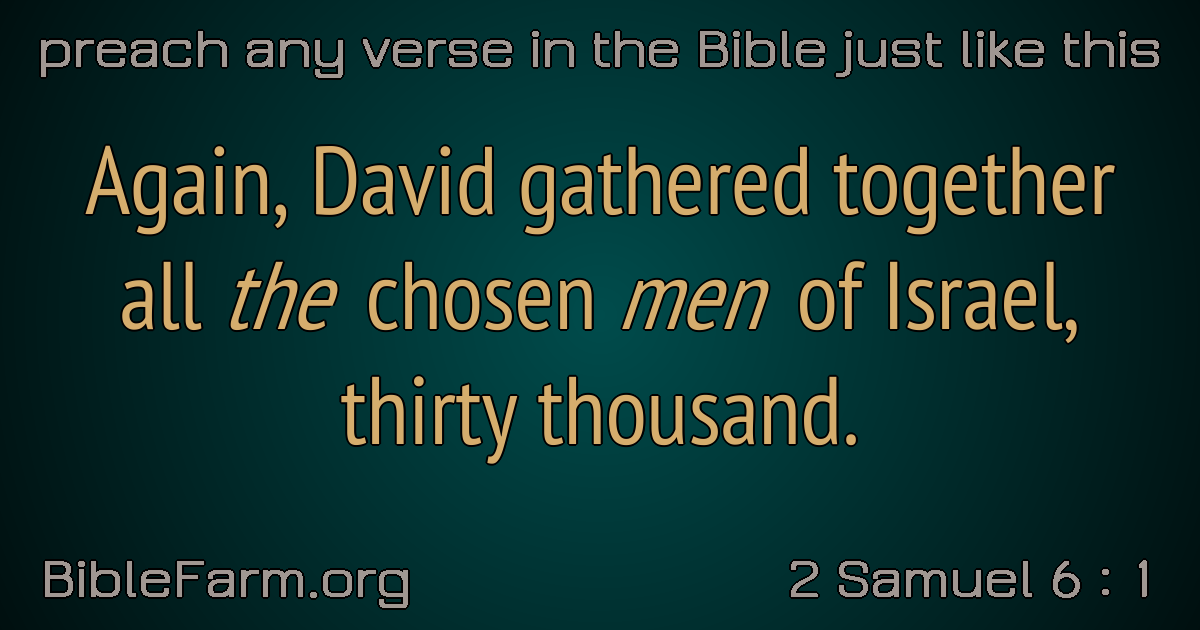 preach any verse in the Bible just like this
Again, David gathered together
all the chosen men of Israel,
thirty thousand.
BibleFarm.org
2 Samuel 6 : 1